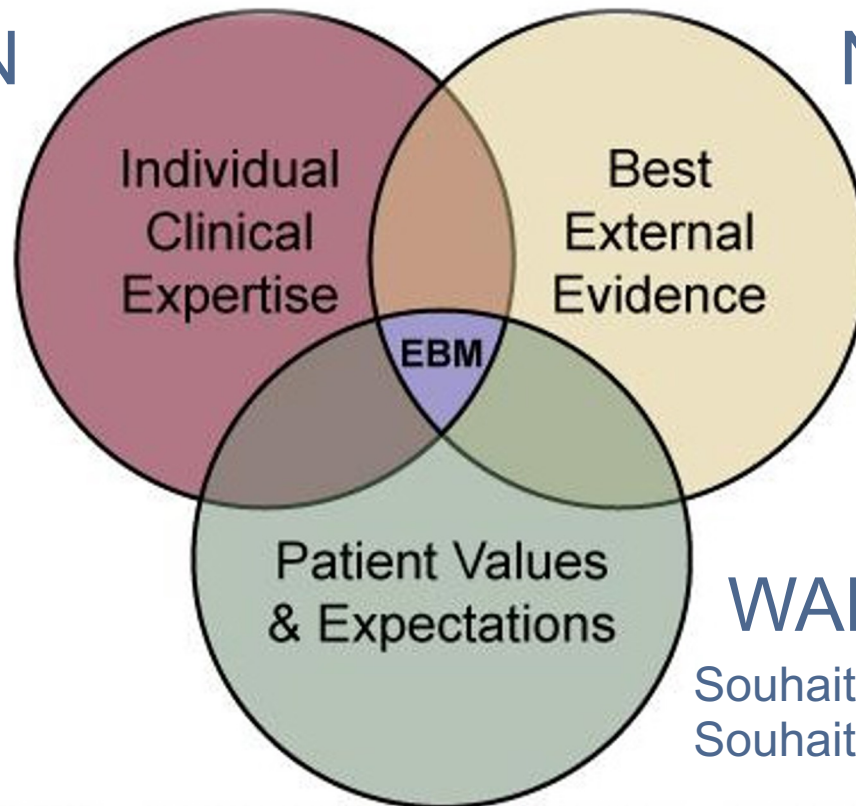 N
N
Individual
Clinical
Expertise
Best
External
Evidence
EBM
Patient Values
& Expectations
Souhait
Souhait